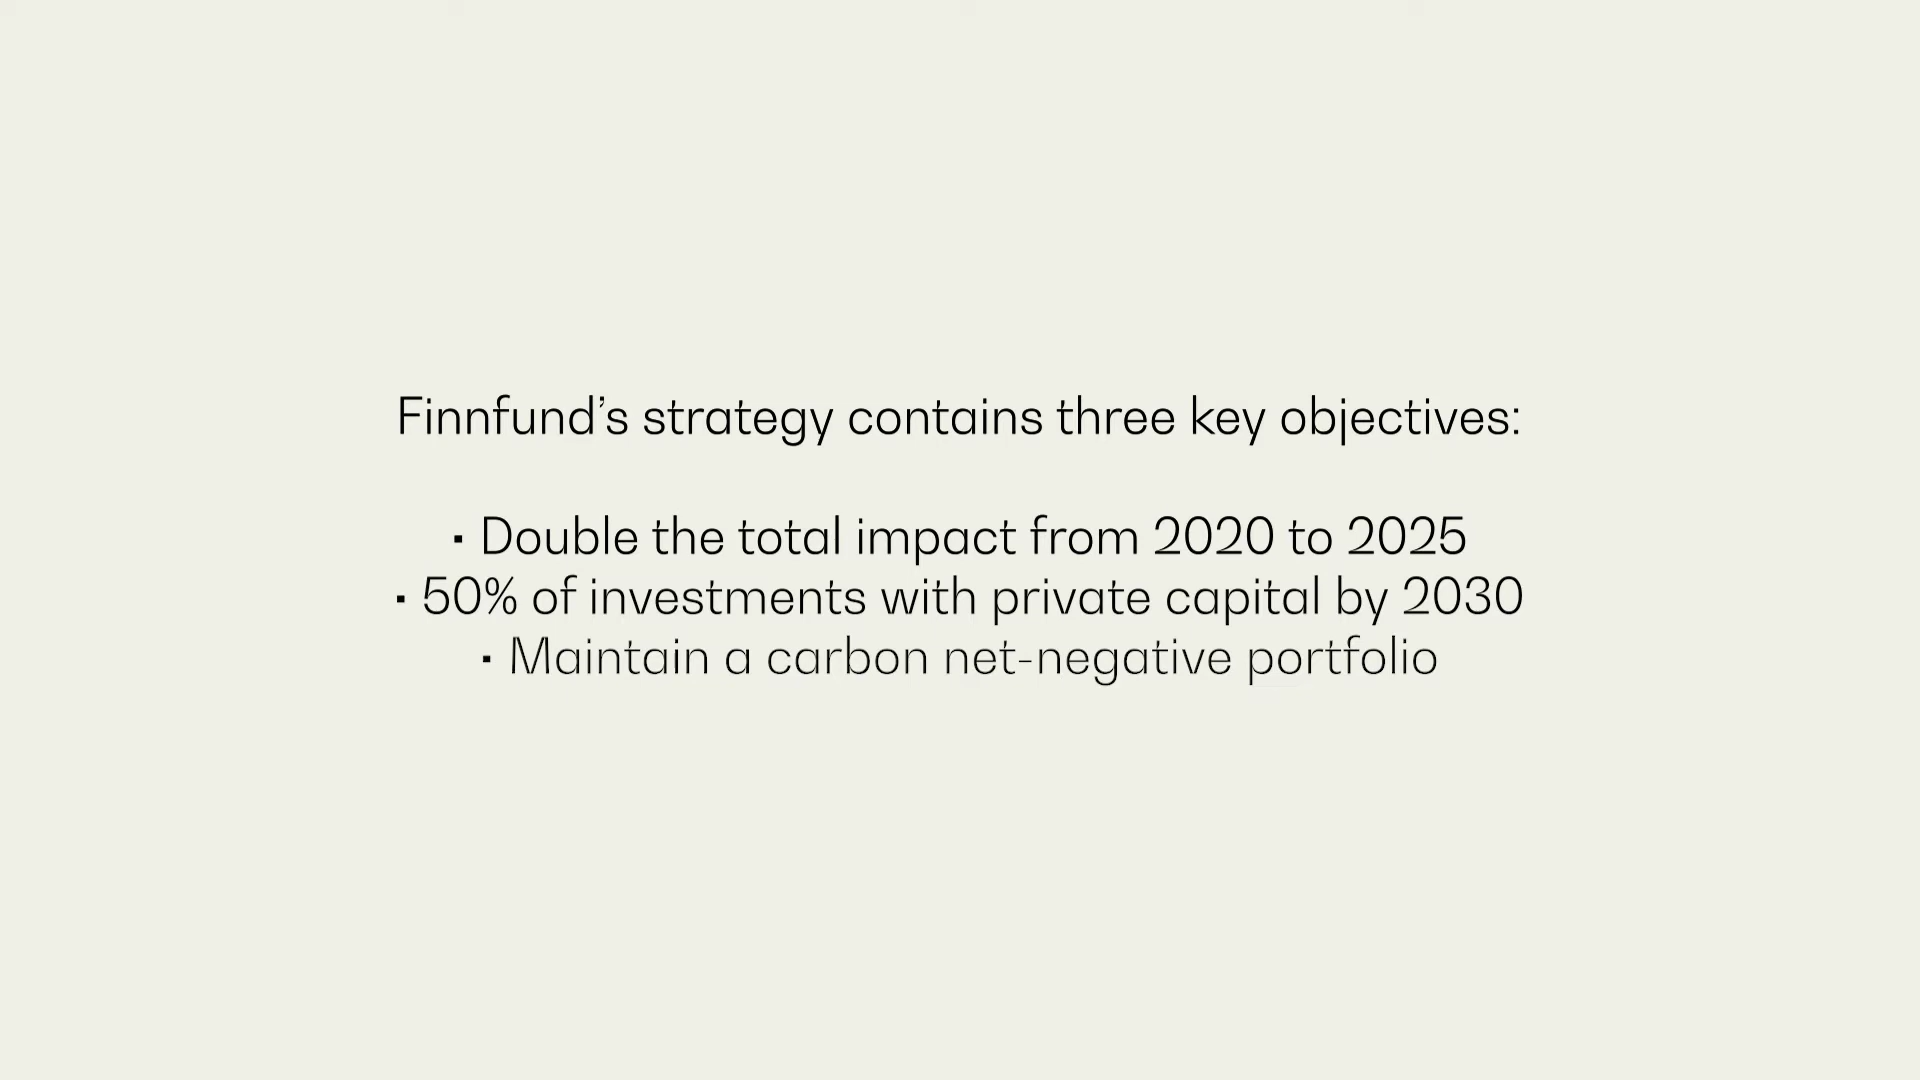 Finnfund’s strategy contains three key objectives:
▪ Double the total impact from 2020 to 2025
▪ 50% of investments with private capital by 2030
▪ Maintain a carbon net-negative portfolio